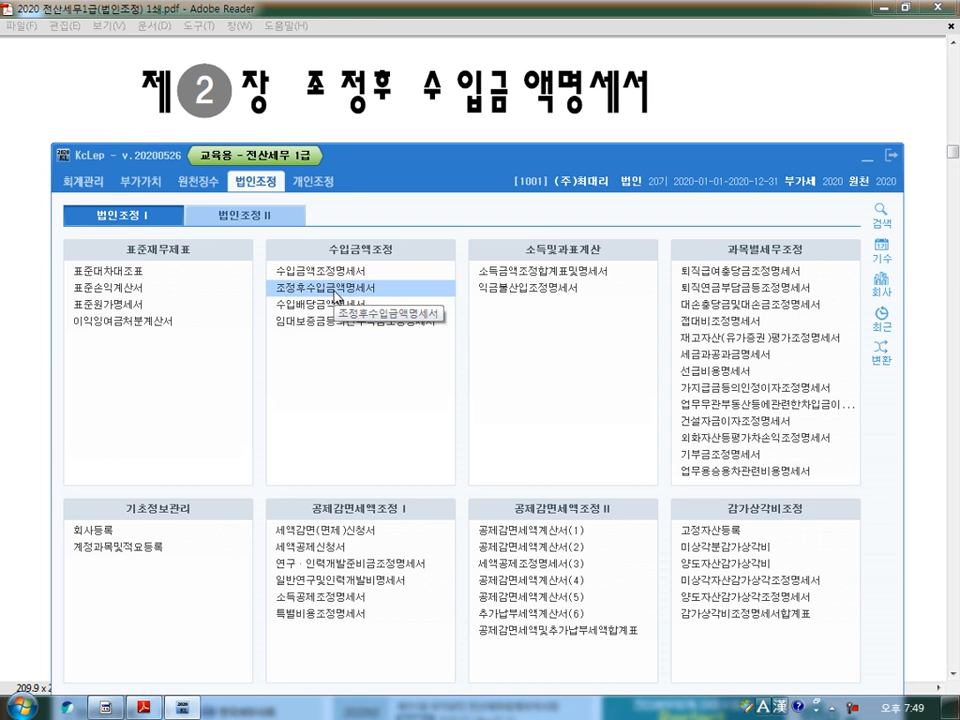 2020 전산세무1급(법인조정) 1쇄.pdf - Adobe Reader
파일(F) 편집(E) 보기(V) 문서(D) 도구(T) 창(W) 도움말(H)
제 2 장 조정후 수입금액명세서
KcLep - v.20200526 교육용 - 전산세무 1급
회계관리 부가가치 원천징수 법인조정 개인조정
[1001] (주)최대리 법인 20기 2020-01-01~2020-12-31 부가세 2020 원천 2020
법인조정 I 법인조정 II
검색
기수
회사
최근
변환
표준재무제표
표준대차대조표
표준손익계산서
표준원가명세서
이익잉여금처분계산서
수입금액조정
수입금액조정명세서
조정후수입금액명세서
수입배당금액명세서
조정후수입금액명세서
소득및과표계산
소득금액조정합계표및명세서
익금불산입조정명세서
과목별세무조정
퇴직급여충당금조정명세서
퇴직연금부담금등조정명세서
대손충당금및대손금조정명세서
접대비조정명세서
재고자산(유가증권)평가조정명세서
세금과공과금명세서
선급비용명세서
가지급금등의인정이자조정명세서
업무무관부동산등에관련한차입금이...
건설자금이자조정명세서
외화자산등평가차손익조정명세서
기부금조정명세서
업무용승용차관련비용명세서
기초정보관리
회사등록
계정과목및적요등록
공제감면세액조정 I
세액감면(면제)신청서
세액공제신청서
연구ㆍ인력개발준비금조정명세서
일반연구및인력개발비명세서
소득공제조정명세서
특별비용조정명세서
공제감면세액조정 II
공제감면세액계산서(1)
공제감면세액계산서(2)
세액공제조정명세서(3)
공제감면세액계산서(4)
공제감면세액계산서(5)
추가납부세액계산서(6)
공제감면세액및추가납부세액합계표
감가상각비조정
고정자산등록
미상각분감가상각비
양도자산감가상각비
미상각자산감가상각조정명세서
양도자산감가상각조정명세서
감가상각비조정명세서합계표
209.9 x 2
A 漢
오후 7:49